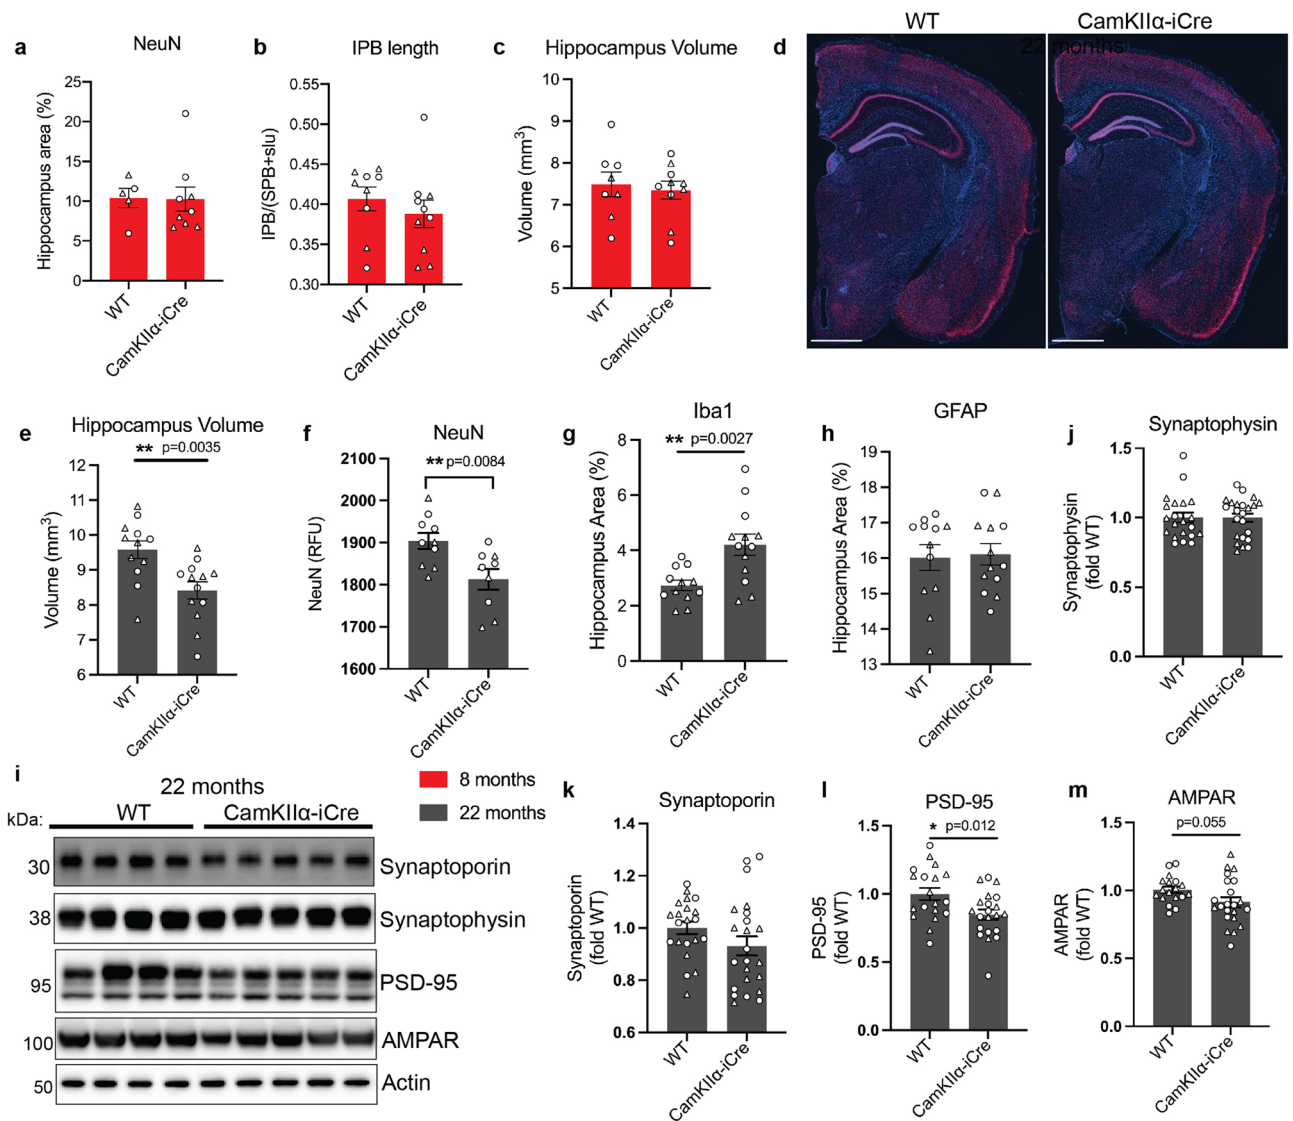 a
NeuN
Hippocampus area (%)
25
20
15
10
5
0
WT
CamKIIα-iCre
b
IPB length
IPB/(SPB+slu)
0.55
0.50
0.45
0.40
0.35
0.30
WT
CamKIIα-iCre
c
Hippocampus Volume
Volume (mm³)
10
9
8
7
6
5
WT
CamKIIα-iCre
d
WT
CamKIIα-iCre
22 months
e
Hippocampus Volume
** p=0.0035
Volume (mm³)
12
10
9
8
7
6
WT
CamKIIα-iCre
f
NeuN
** p=0.0084
NeuN (RFU)
2100
2000
1900
1800
1700
1600
WT
CamKIIα-iCre
g
Iba1
** p=0.0027
Hippocampus Area (%)
8
6
4
2
0
WT
CamKIIα-iCre
h
GFAP
Hippocampus Area (%)
19
18
17
16
15
14
13
WT
CamKIIα-iCre
j
Synaptophysin
Synaptophysin
(fold WT)
1.5
1.0
0.5
0.0
WT
CamKIIα-iCre
i
22 months
WT
CamKIIα-iCre
kDa:
30
Synaptoporin
38
Synaptophysin
95
PSD-95
100
AMPAR
50
Actin
8 months
22 months
k
Synaptoporin
Synaptoporin
(fold WT)
1.4
1.2
1.0
0.8
0.6
WT
CamKIIα-iCre
l
PSD-95
* p=0.012
PSD-95
(fold WT)
1.5
1.0
0.5
0.0
WT
CamKIIα-iCre
m
AMPAR
p=0.055
AMPAR
(fold WT)
1.5
1.0
0.5
0.0
WT
CamKIIα-iCre